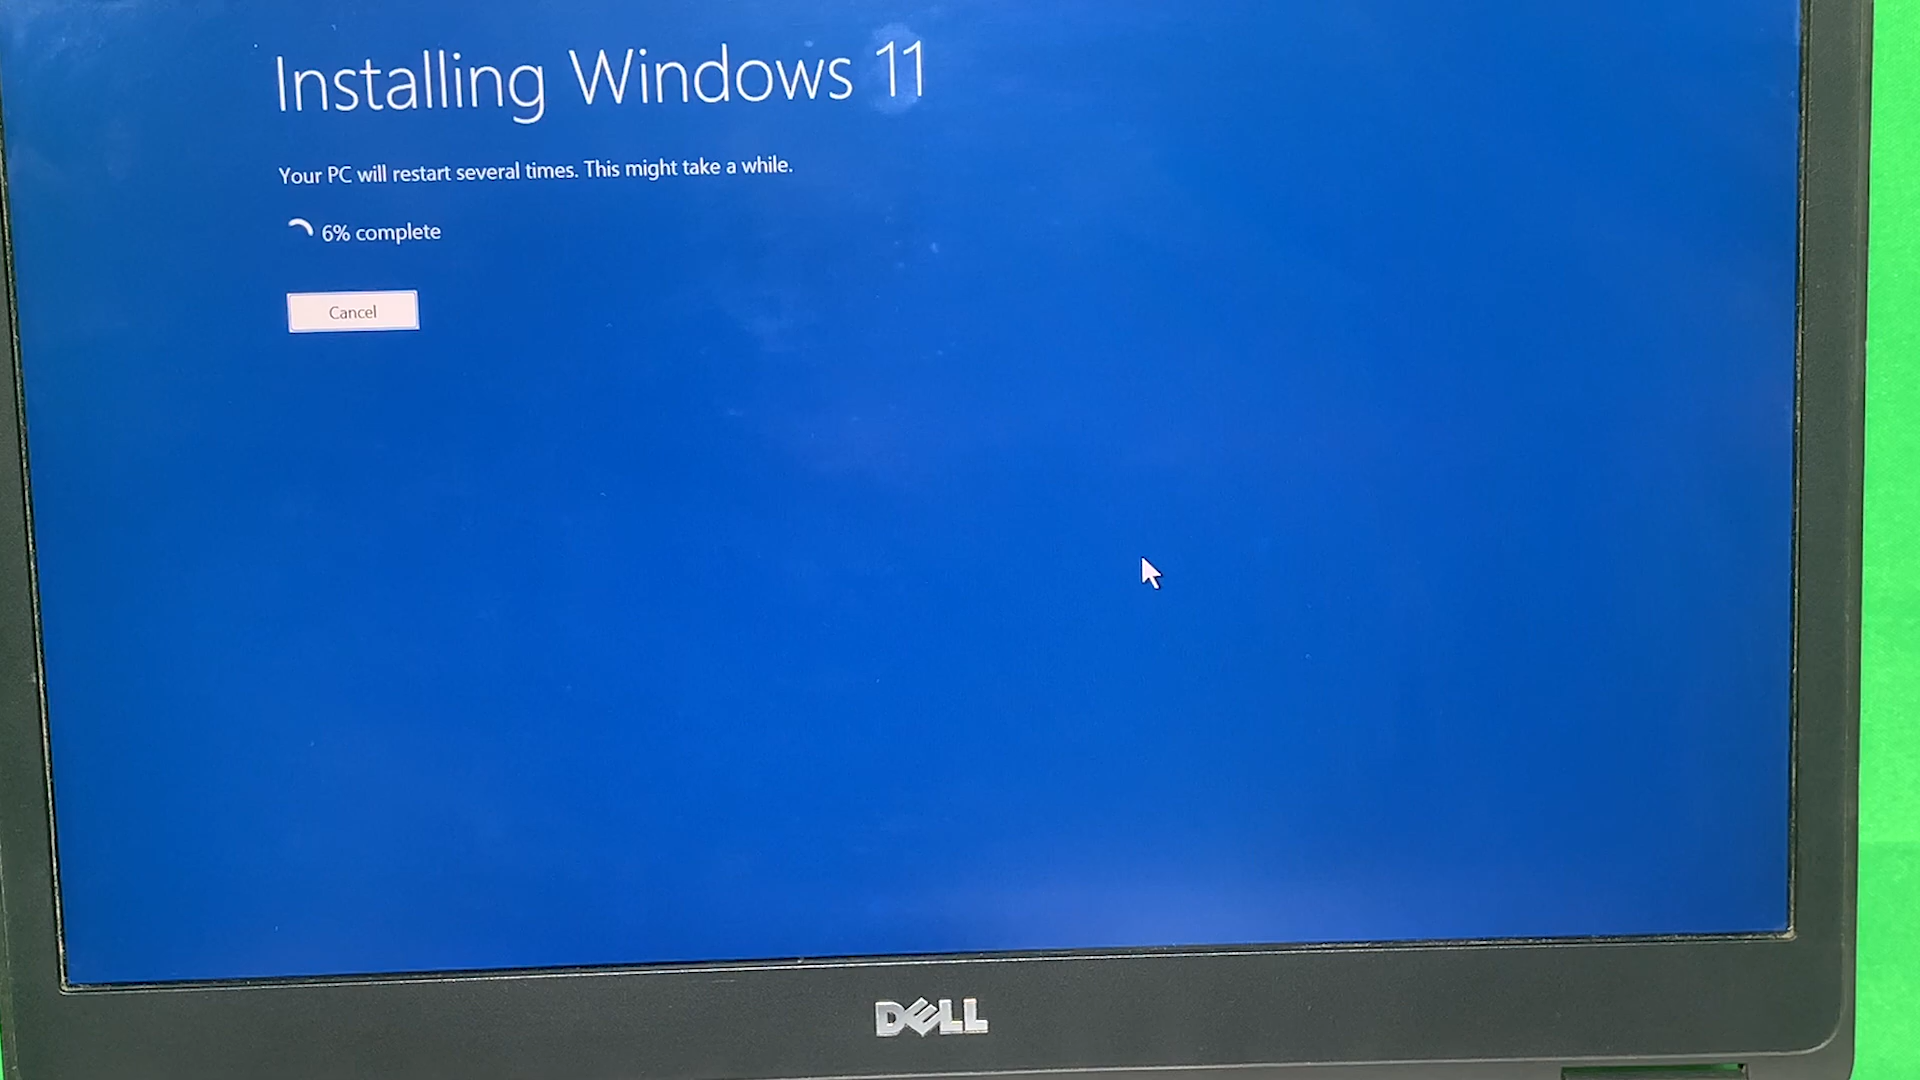 Installing Windows 11
Your PC will restart several times. This might take a while.
6% complete
Cancel
DELL